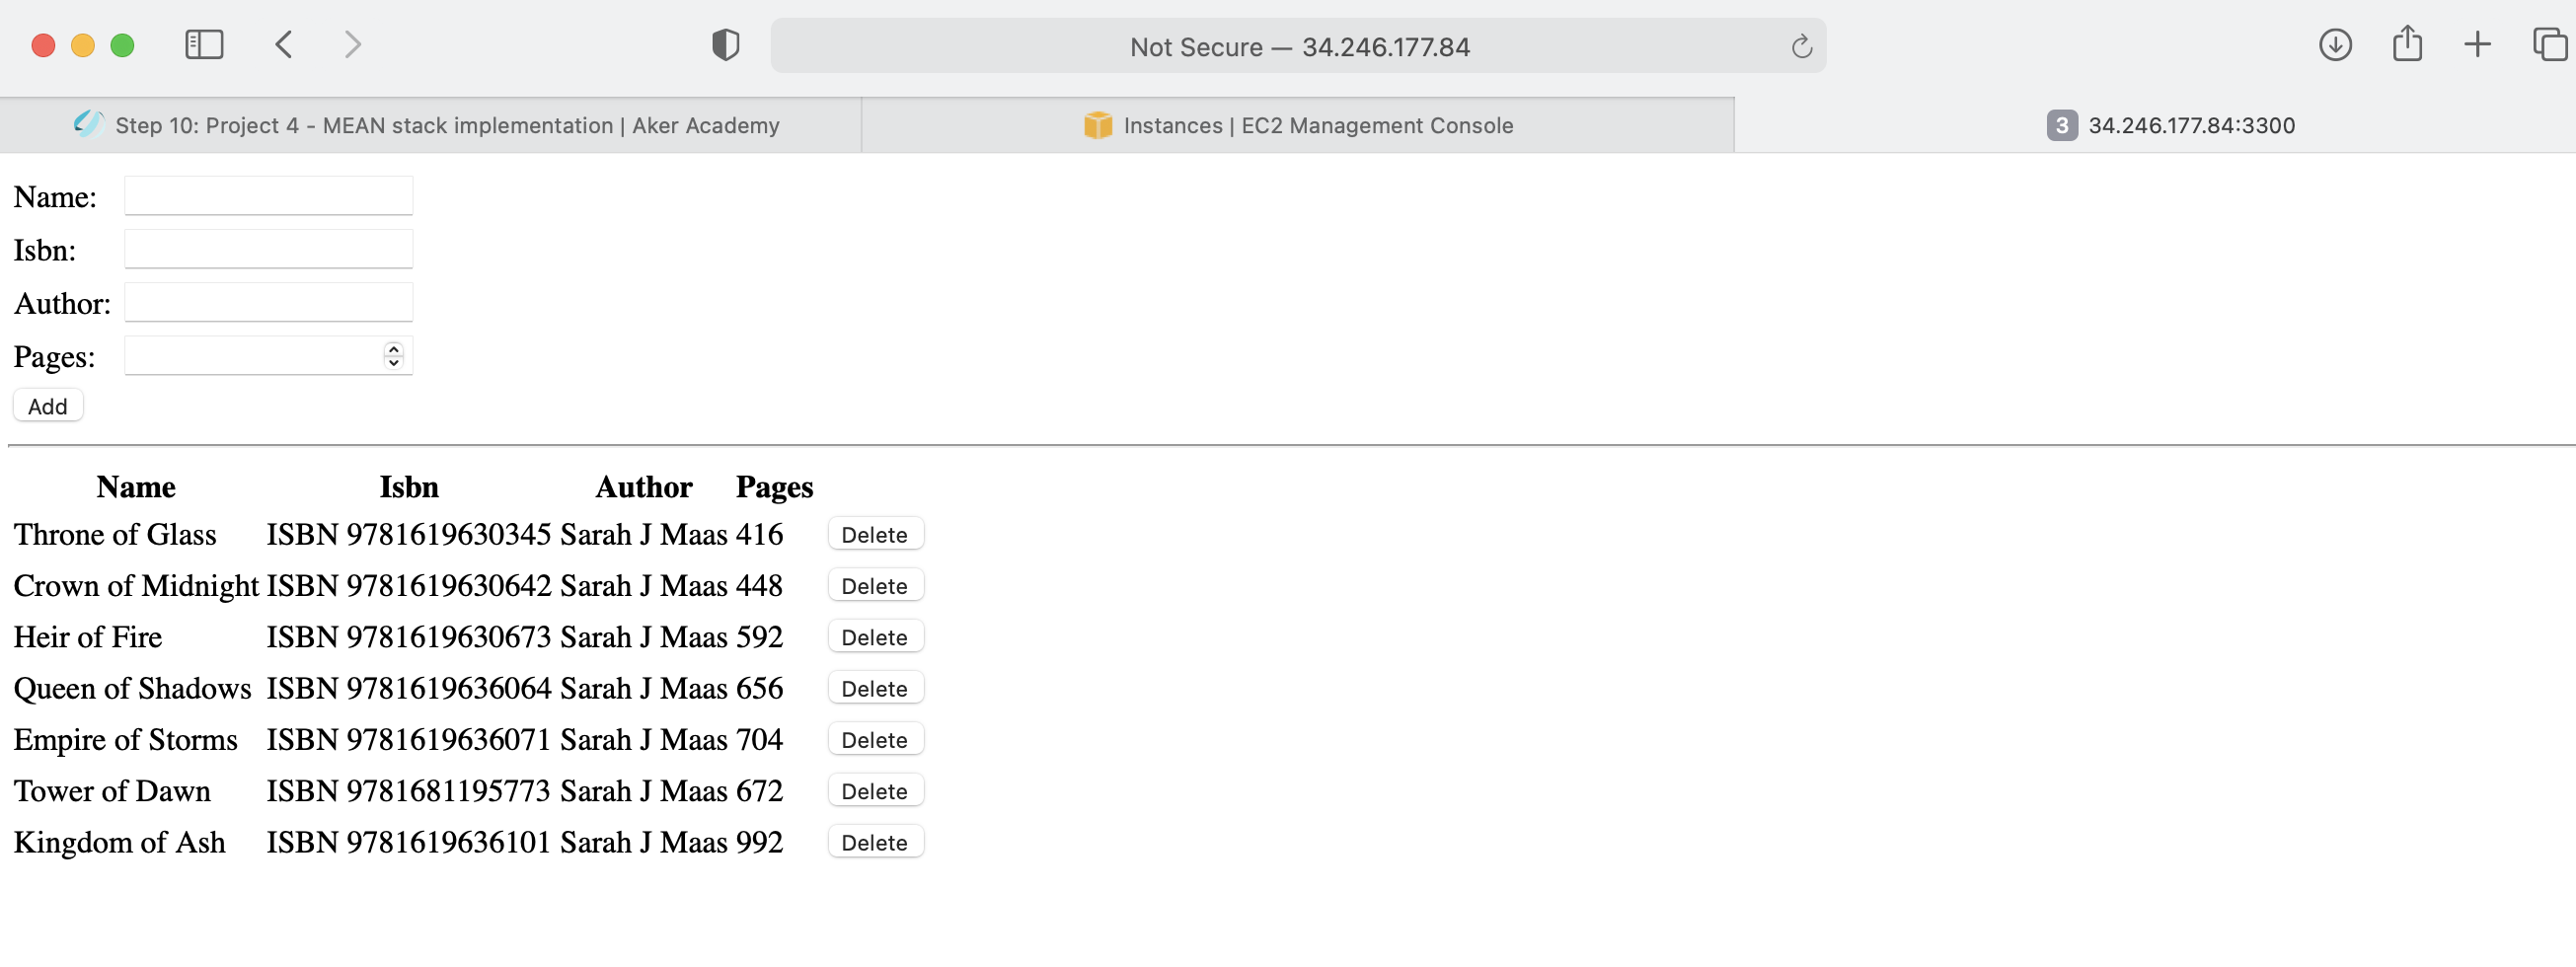 Not Secure — 34.246.177.84
Step 10: Project 4 - MEAN stack implementation | Aker Academy
Instances | EC2 Management Console
3 34.246.177.84:3300
Name:
Isbn:
Author:
Pages:
Add
Name Isbn Author Pages
Throne of Glass ISBN 9781619630345 Sarah J Maas 416 Delete
Crown of Midnight ISBN 9781619630642 Sarah J Maas 448 Delete
Heir of Fire ISBN 9781619630673 Sarah J Maas 592 Delete
Queen of Shadows ISBN 9781619636064 Sarah J Maas 656 Delete
Empire of Storms ISBN 9781619636071 Sarah J Maas 704 Delete
Tower of Dawn ISBN 9781681195773 Sarah J Maas 672 Delete
Kingdom of Ash ISBN 9781619636101 Sarah J Maas 992 Delete